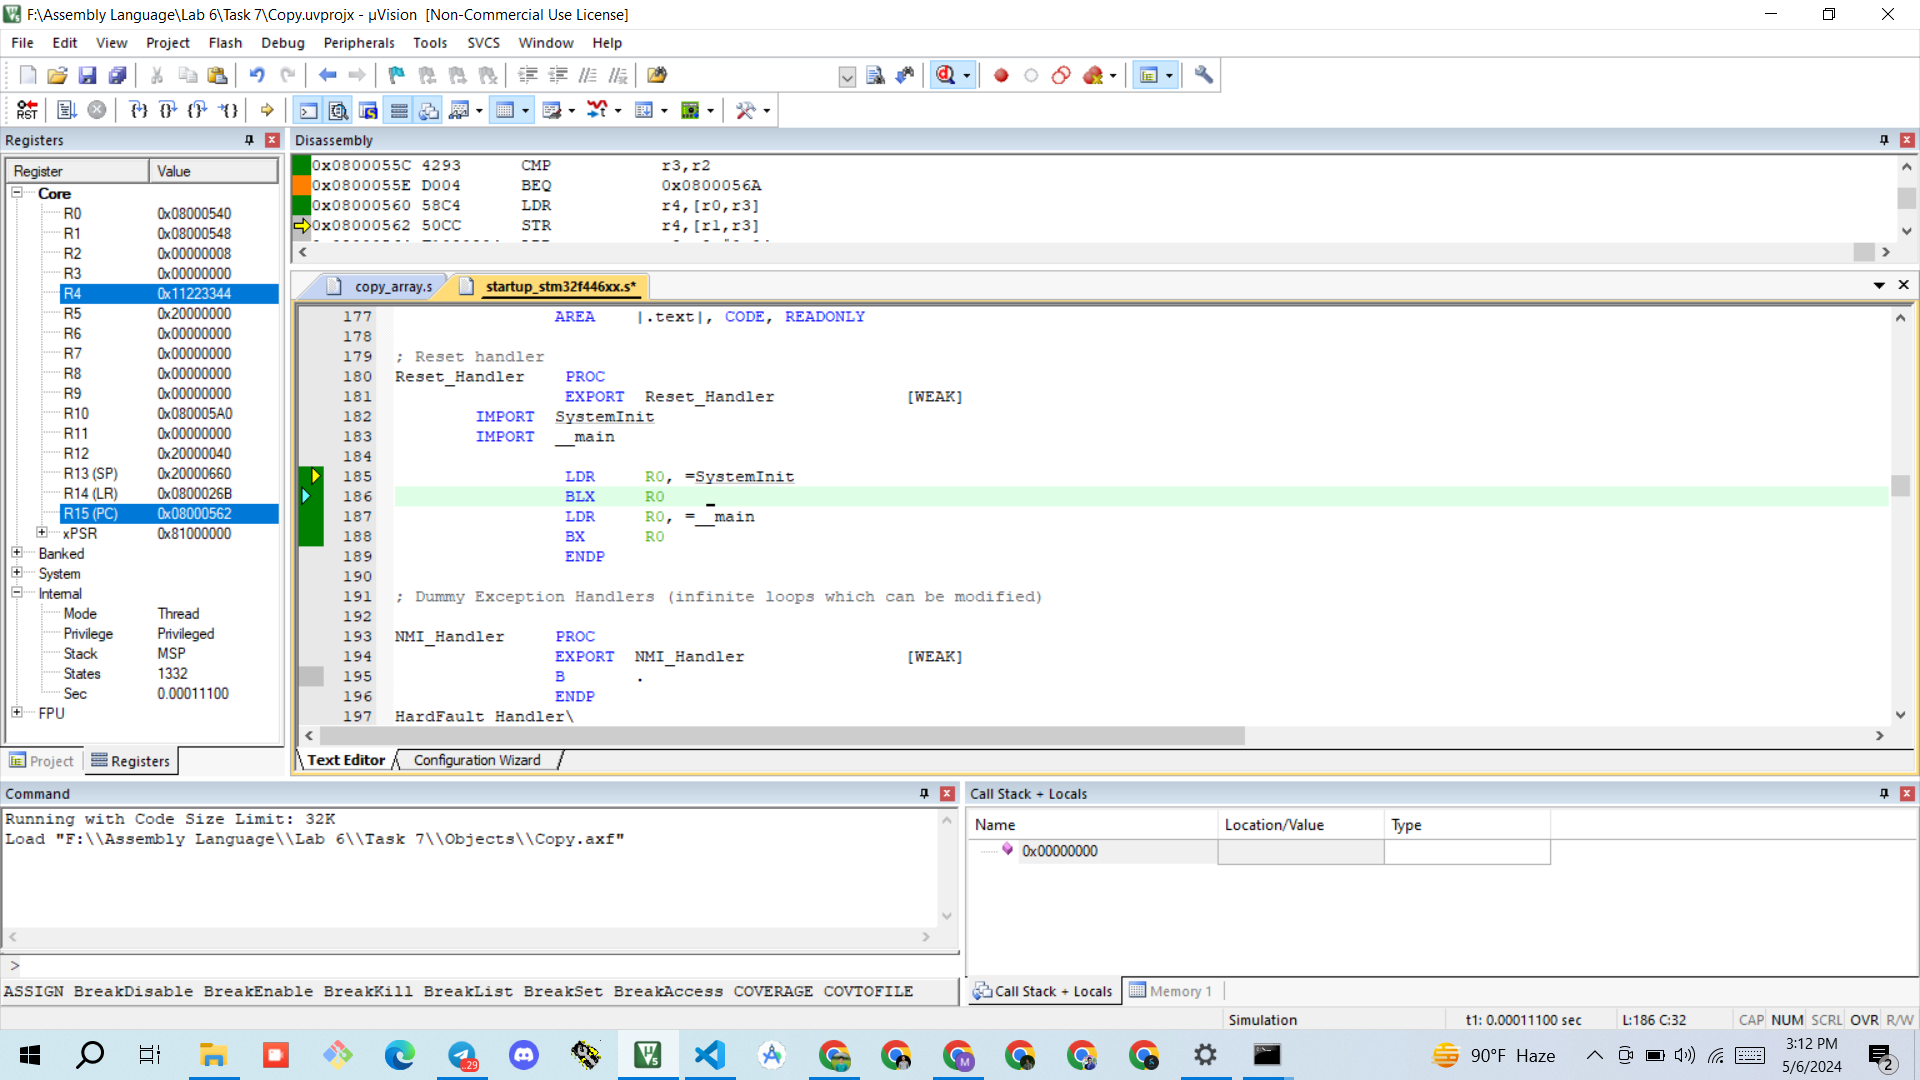 F:\Assembly Language\Lab 6\Task 7\Copy.uvprojx - µVision [Non-Commercial Use License]
File Edit View Project Flash Debug Peripherals Tools SVCS Window Help
Registers
Register Value
Core
R0 0x08000540
R1 0x08000548
R2 0x00000008
R3 0x00000000
R4 0x11223344
R5 0x20000000
R6 0x00000000
R7 0x00000000
R8 0x00000000
R9 0x00000000
R10 0x080005A0
R11 0x00000000
R12 0x20000040
R13 (SP) 0x20000660
R14 (LR) 0x0800026B
R15 (PC) 0x08000562
xPSR 0x81000000
Banked
System
Internal
Mode Thread
Privilege Privileged
Stack MSP
States 1332
Sec 0.00011100
FPU
Project Registers
Disassembly
0x0800055C 4293 CMP r3,r2
0x0800055E D004 BEQ 0x0800056A
0x08000560 58C4 LDR r4,[r0,r3]
0x08000562 50CC STR r4,[r1,r3]
copy_array.s startup_stm32f446xx.s*
177 AREA |.text|, CODE, READONLY
178
179 ; Reset handler
180 Reset_Handler PROC
181 EXPORT Reset_Handler [WEAK]
182 IMPORT SystemInit
183 IMPORT __main
184
185 LDR R0, =SystemInit
186 BLX R0
187 LDR R0, =__main
188 BX R0
189 ENDP
190
191 ; Dummy Exception Handlers (infinite loops which can be modified)
192
193 NMI_Handler PROC
194 EXPORT NMI_Handler [WEAK]
195 B .
196 ENDP
197 HardFault_Handler\
Text Editor Configuration Wizard
Command
Running with Code Size Limit: 32K
Load "F:\\Assembly Language\\Lab 6\\Task 7\\Objects\\Copy.axf"
>
ASSIGN BreakDisable BreakEnable BreakKill BreakList BreakSet BreakAccess COVERAGE COVTOFILE
Call Stack + Locals
Name Location/Value Type
0x00000000
Call Stack + Locals Memory 1
Simulation t1: 0.00011100 sec L:186 C:32 CAP NUM SCRL OVR R/W
90°F Haze
3:12 PM
5/6/2024